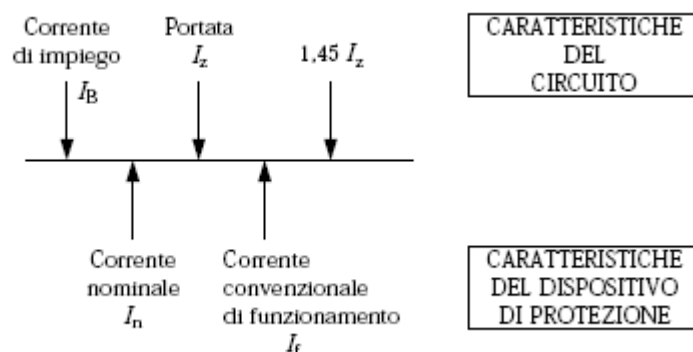 Corrente
di impiego
I_B
Portata
I_z
1,45 I_z
CARATTERISTICHE
DEL
CIRCUITO
Corrente
nominale
I_n
Corrente
convenzionale
di funzionamento
I_f
CARATTERISTICHE
DEL DISPOSITIVO
DI PROTEZIONE